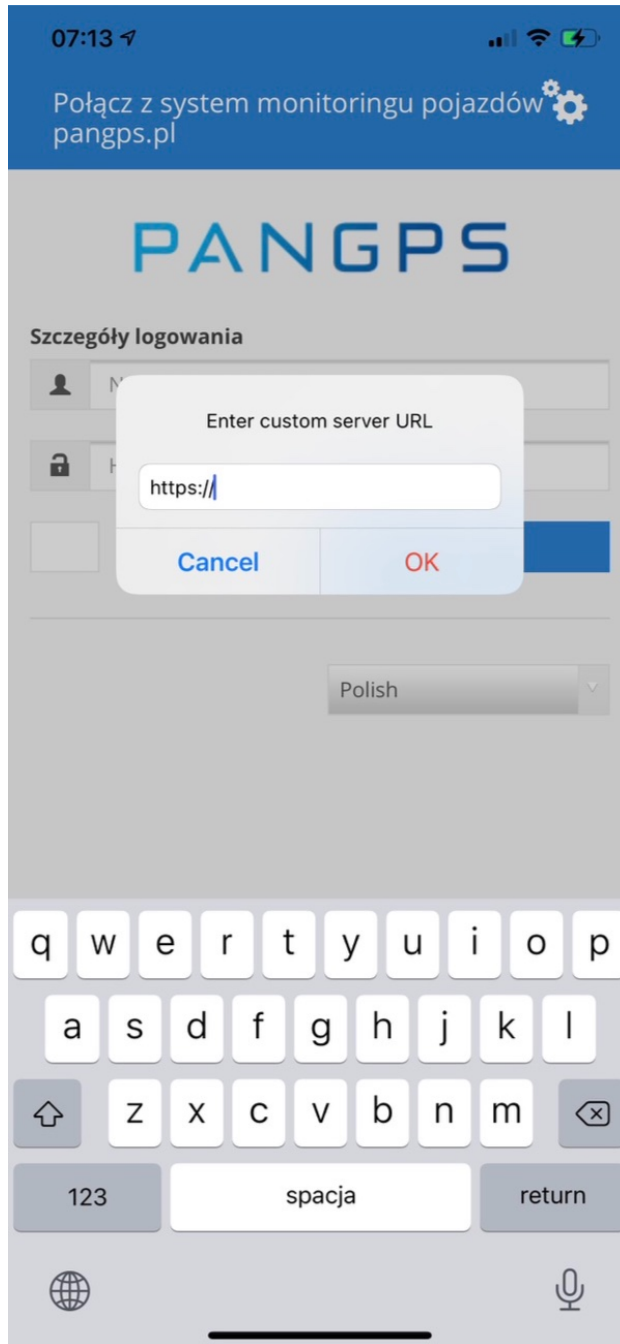 07:13
Połącz z system monitoringu pojazdów
pangps.pl
PANGPS
Szczegóły logowania
N
Enter custom server URL
H
https://
Cancel
OK
Polish
q w e r t y u i o p
a s d f g h j k l
z x c v b n m
123 spacja return